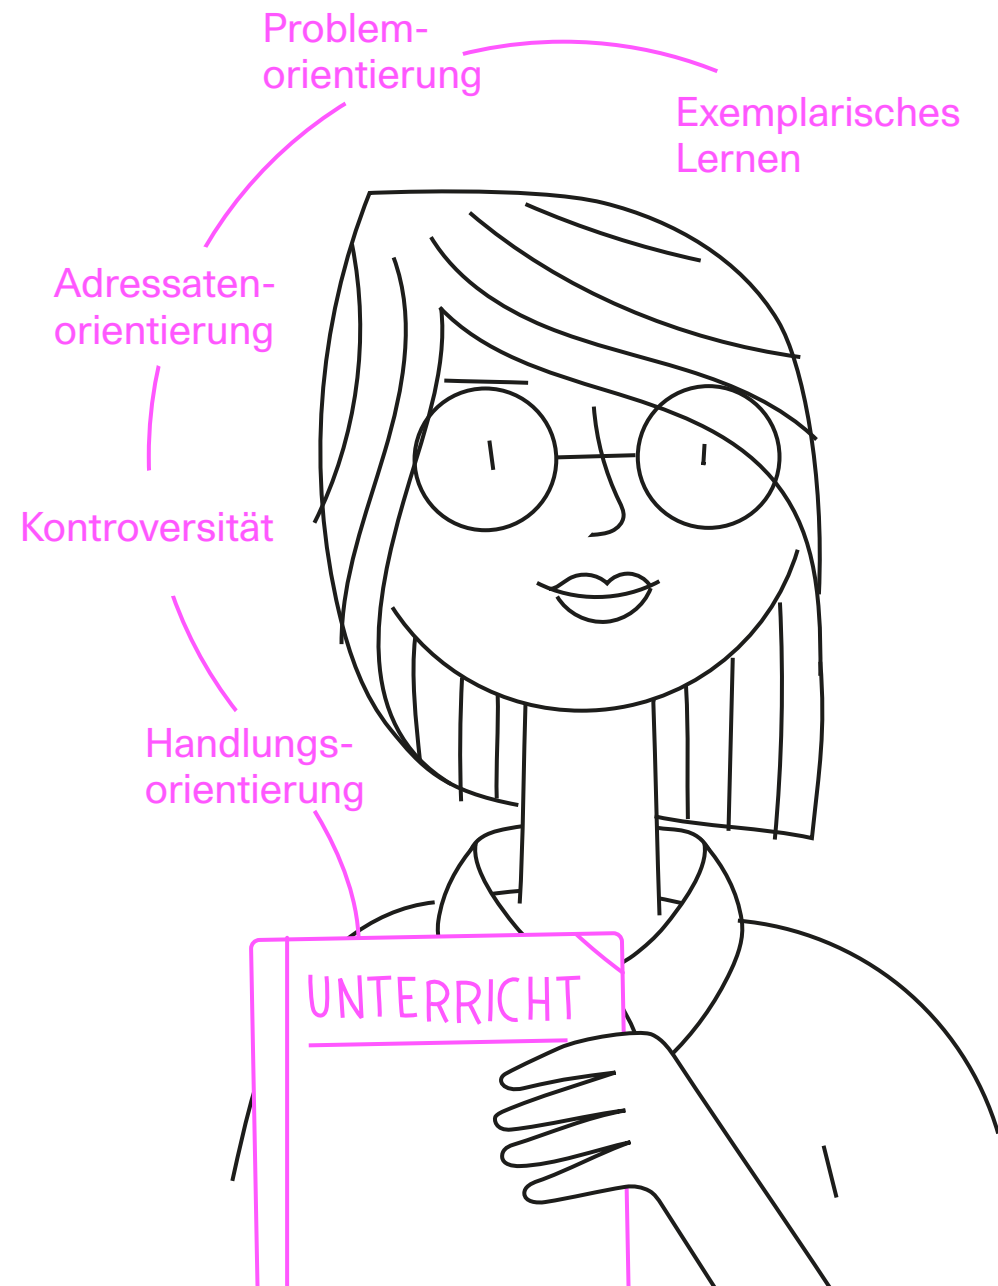 Problem-
orientierung
Exemplarisches
Lernen
Adressaten-
orientierung
Kontroversität
Handlungs-
orientierung
UNTERRICHT